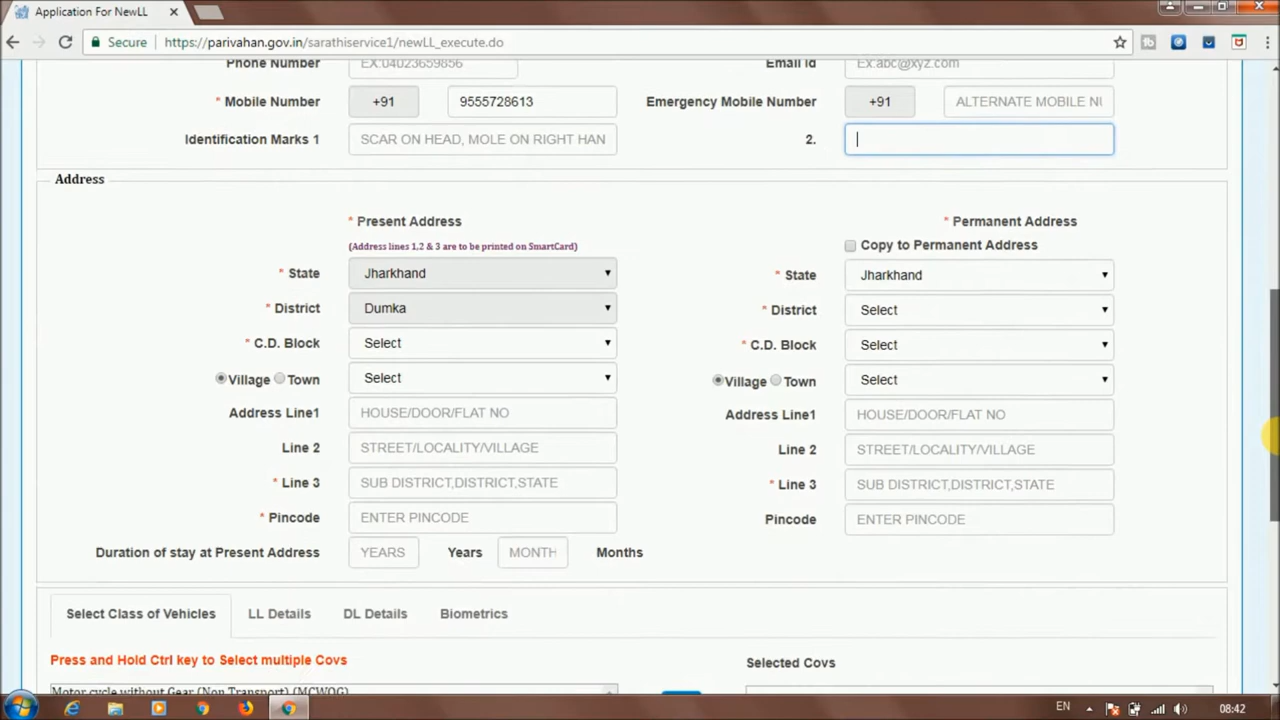 Application For NewLL
Secure https://parivahan.gov.in/sarathiservice1/newLL_execute.do
Phone Number EX:04023659856 Email Id Ex:abc@xyz.com
* Mobile Number +91 9555728613 Emergency Mobile Number +91 ALTERNATE MOBILE NU
Identification Marks 1 SCAR ON HEAD, MOLE ON RIGHT HAN 2.
Address
* Present Address * Permanent Address
(Address lines 1,2 & 3 are to be printed on SmartCard) Copy to Permanent Address
* State Jharkhand * State Jharkhand
* District Dumka * District Select
* C.D. Block Select * C.D. Block Select
Village Town Select Village Town Select
Address Line1 HOUSE/DOOR/FLAT NO Address Line1 HOUSE/DOOR/FLAT NO
Line 2 STREET/LOCALITY/VILLAGE Line 2 STREET/LOCALITY/VILLAGE
* Line 3 SUB DISTRICT,DISTRICT,STATE * Line 3 SUB DISTRICT,DISTRICT,STATE
* Pincode ENTER PINCODE Pincode ENTER PINCODE
Duration of stay at Present Address YEARS Years MONTH Months
Select Class of Vehicles LL Details DL Details Biometrics
Press and Hold Ctrl key to Select multiple Covs Selected Covs
Motor cycle without Gear (Non Transport) (MCWOG)
EN 08:42